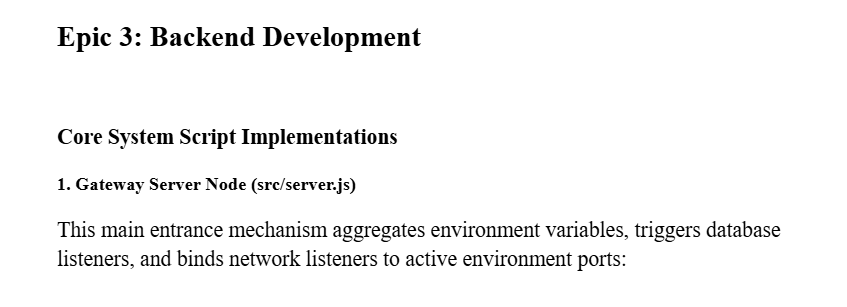 Epic 3: Backend Development
Core System Script Implementations
1. Gateway Server Node (src/server.js)
This main entrance mechanism aggregates environment variables, triggers database
listeners, and binds network listeners to active environment ports: